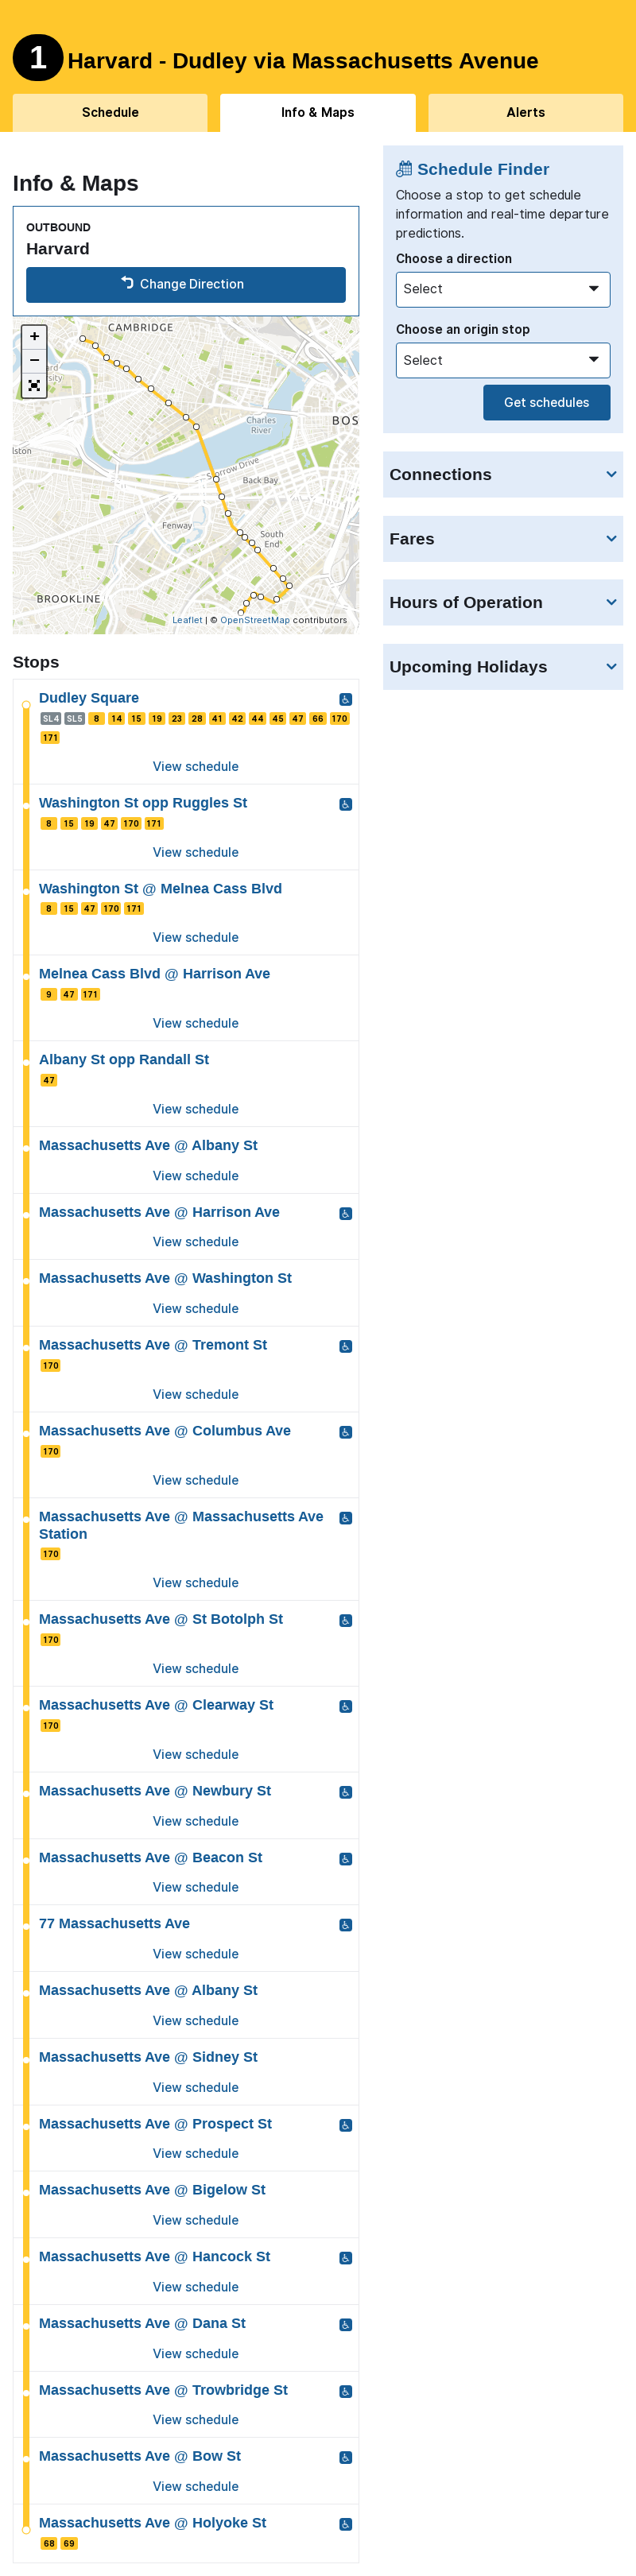 1 Harvard - Dudley via Massachusetts Avenue
Schedule
Info & Maps
Alerts
Info & Maps
OUTBOUND
Harvard
Change Direction
+
−
CAMBRIDGE
Charles
River
BOS
Storrow Drive
Back Bay
Fenway
South
End
BROOKLINE
Leaflet | © OpenStreetMap contributors
Stops
Dudley Square
SL4 SL5 8 14 15 19 23 28 41 42 44 45 47 66 170
171
View schedule
Washington St opp Ruggles St
8 15 19 47 170 171
View schedule
Washington St @ Melnea Cass Blvd
8 15 47 170 171
View schedule
Melnea Cass Blvd @ Harrison Ave
9 47 171
View schedule
Albany St opp Randall St
47
View schedule
Massachusetts Ave @ Albany St
View schedule
Massachusetts Ave @ Harrison Ave
View schedule
Massachusetts Ave @ Washington St
View schedule
Massachusetts Ave @ Tremont St
170
View schedule
Massachusetts Ave @ Columbus Ave
170
View schedule
Massachusetts Ave @ Massachusetts Ave
Station
170
View schedule
Massachusetts Ave @ St Botolph St
170
View schedule
Massachusetts Ave @ Clearway St
170
View schedule
Massachusetts Ave @ Newbury St
View schedule
Massachusetts Ave @ Beacon St
View schedule
77 Massachusetts Ave
View schedule
Massachusetts Ave @ Albany St
View schedule
Massachusetts Ave @ Sidney St
View schedule
Massachusetts Ave @ Prospect St
View schedule
Massachusetts Ave @ Bigelow St
View schedule
Massachusetts Ave @ Hancock St
View schedule
Massachusetts Ave @ Dana St
View schedule
Massachusetts Ave @ Trowbridge St
View schedule
Massachusetts Ave @ Bow St
View schedule
Massachusetts Ave @ Holyoke St
68 69
Schedule Finder
Choose a stop to get schedule
information and real-time departure
predictions.
Choose a direction
Select
Choose an origin stop
Select
Get schedules
Connections
Fares
Hours of Operation
Upcoming Holidays